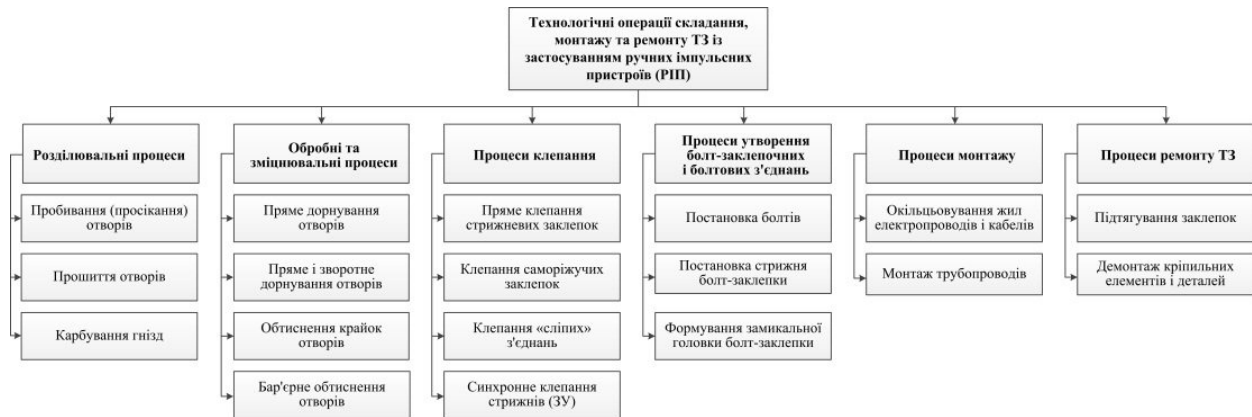 Технологічні операції складання,
монтажу та ремонту ТЗ із
застосуванням ручних імпульсних
пристроїв (РІП)
Розділювальні процеси
Пробивання (просікання)
отворів
Прошиття отворів
Карбування гнізд
Обробні та
зміцнювальні процеси
Пряме дорнування
отворів
Пряме і зворотне
дорнування отворів
Обтиснення крайок
отворів
Бар'єрне обтиснення
отворів
Процеси клепання
Пряме клепання
стрижневих заклепок
Клепання саморіжучих
заклепок
Клепання «сліпих»
з'єднань
Синхронне клепання
стрижнів (ЗУ)
Процеси утворення
болт-заклепочних
і болтових з'єднань
Постановка болтів
Постановка стрижня
болт-заклепки
Формування замикальної
головки болт-заклепки
Процеси монтажу
Окільцьовування жил
електропроводів і кабелів
Монтаж трубопроводів
Процеси ремонту ТЗ
Підтягування заклепок
Демонтаж кріпильних
елементів і деталей